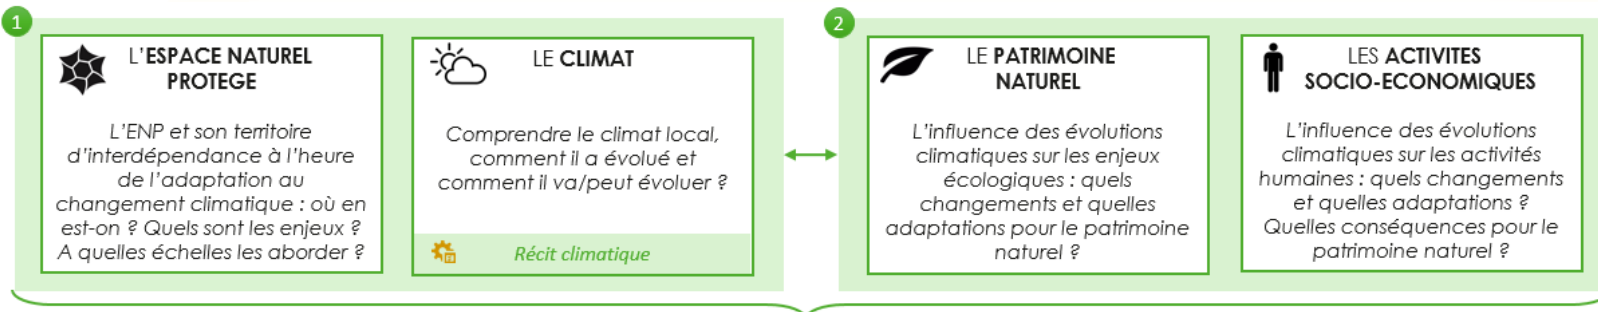 1
L'ESPACE NATUREL
PROTEGE
L'ENP et son territoire
d'interdépendance à l'heure
de l'adaptation au
changement climatique : où en
est-on ? Quels sont les enjeux ?
A quelles échelles les aborder ?
LE CLIMAT
Comprendre le climat local,
comment il a évolué et
comment il va/peut évoluer ?
Récit climatique
2
LE PATRIMOINE
NATUREL
L'influence des évolutions
climatiques sur les enjeux
écologiques : quels
changements et quelles
adaptations pour le patrimoine
naturel ?
LES ACTIVITES
SOCIO-ECONOMIQUES
L'influence des évolutions
climatiques sur les activités
humaines : quels changements
et quelles adaptations ?
Quelles conséquences pour le
patrimoine naturel ?